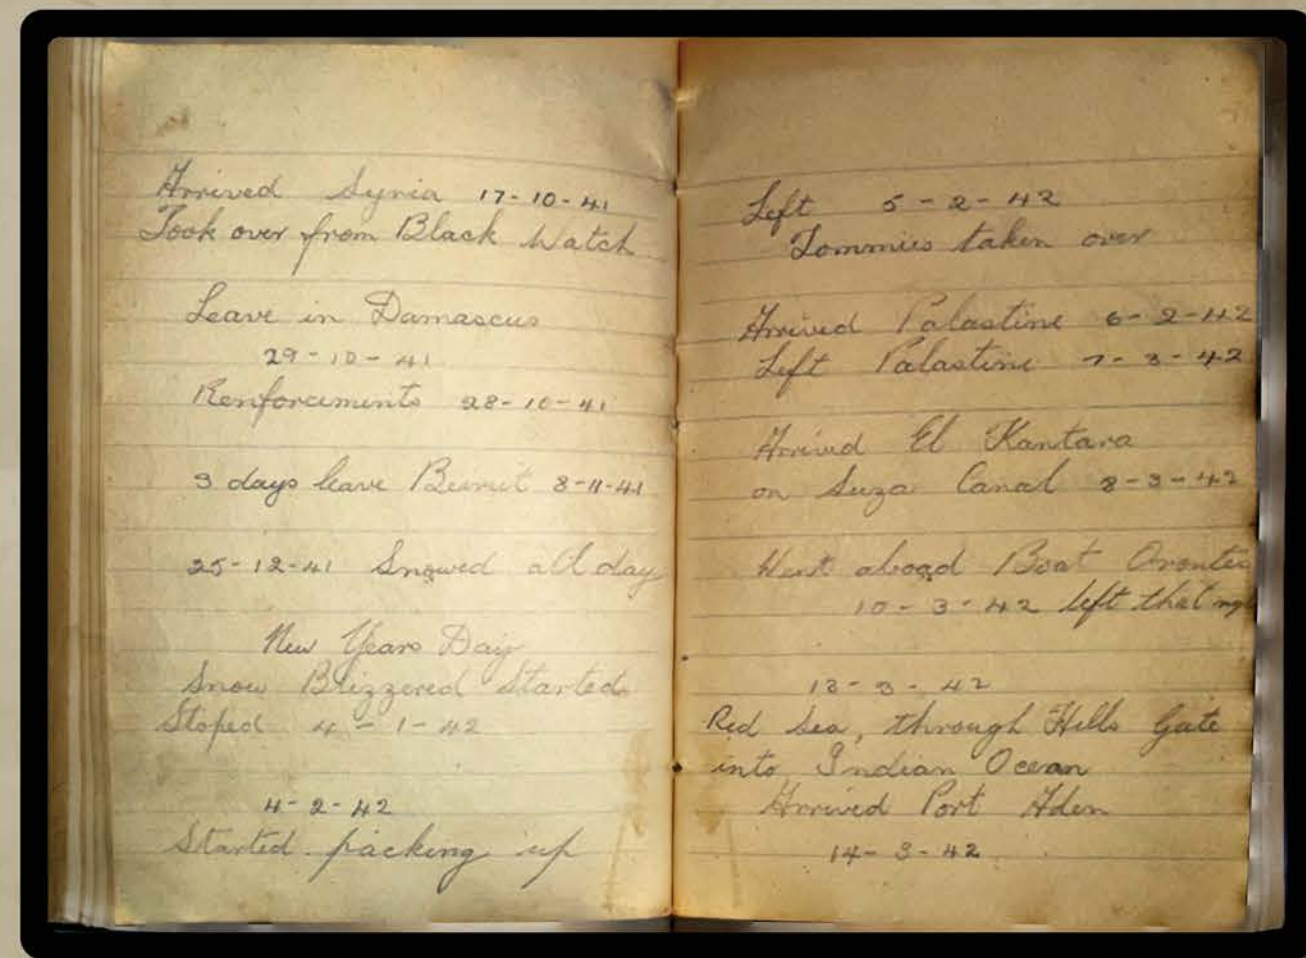 Arrived Syria 17-10-41
Took over from Black Watch
Leave in Damascus
29-10-41
Renforcements 28-10-41
3 days leave Beirut 8-11-41
25-12-41 Snowed all day
New Years Day
Snow Blizzered Started
Stoped 4-1-42
4-2-42
Started packing up
Left 5-2-42
Tommies taken over
Arrived Palastine 6-2-42
Left Palastine 7-3-42
Arrived El Kantara
on Suza Canal 8-3-42
Went aboad Boat Orontes
10-3-42 left that
13-3-42
Red Sea, through Hells Gate
into Indian Ocean
Arrived Port Aden
14-3-42